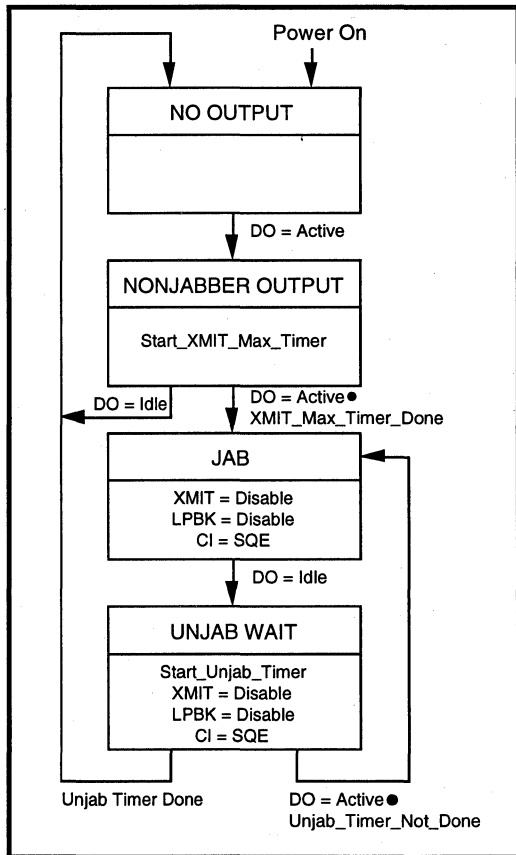 Power On
NO OUTPUT
DO = Active
NONJABBER OUTPUT
Start_XMIT_Max_Timer
DO = Idle
DO = Active●
XMIT_Max_Timer_Done
JAB
XMIT = Disable
LPBK = Disable
CI = SQE
DO = Idle
UNJAB WAIT
Start_Unjab_Timer
XMIT = Disable
LPBK = Disable
CI = SQE
Unjab Timer Done
DO = Active●
Unjab_Timer_Not_Done